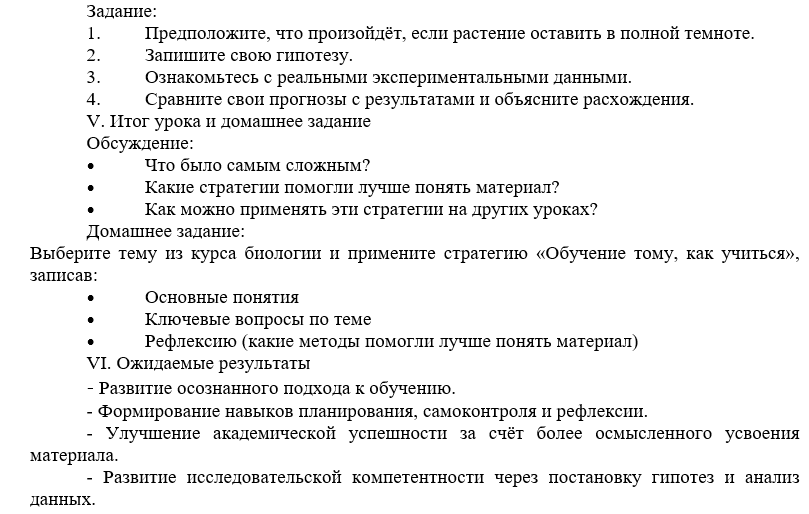 Задание:
1. Предположите, что произойдёт, если растение оставить в полной темноте.
2. Запишите свою гипотезу.
3. Ознакомьтесь с реальными экспериментальными данными.
4. Сравните свои прогнозы с результатами и объясните расхождения.
V. Итог урока и домашнее задание
Обсуждение:
• Что было самым сложным?
• Какие стратегии помогли лучше понять материал?
• Как можно применять эти стратегии на других уроках?
Домашнее задание:
Выберите тему из курса биологии и примените стратегию «Обучение тому, как учиться»,
записав:
• Основные понятия
• Ключевые вопросы по теме
• Рефлексию (какие методы помогли лучше понять материал)
VI. Ожидаемые результаты
- Развитие осознанного подхода к обучению.
- Формирование навыков планирования, самоконтроля и рефлексии.
- Улучшение академической успешности за счёт более осмысленного усвоения
материала.
- Развитие исследовательской компетентности через постановку гипотез и анализ
данных.